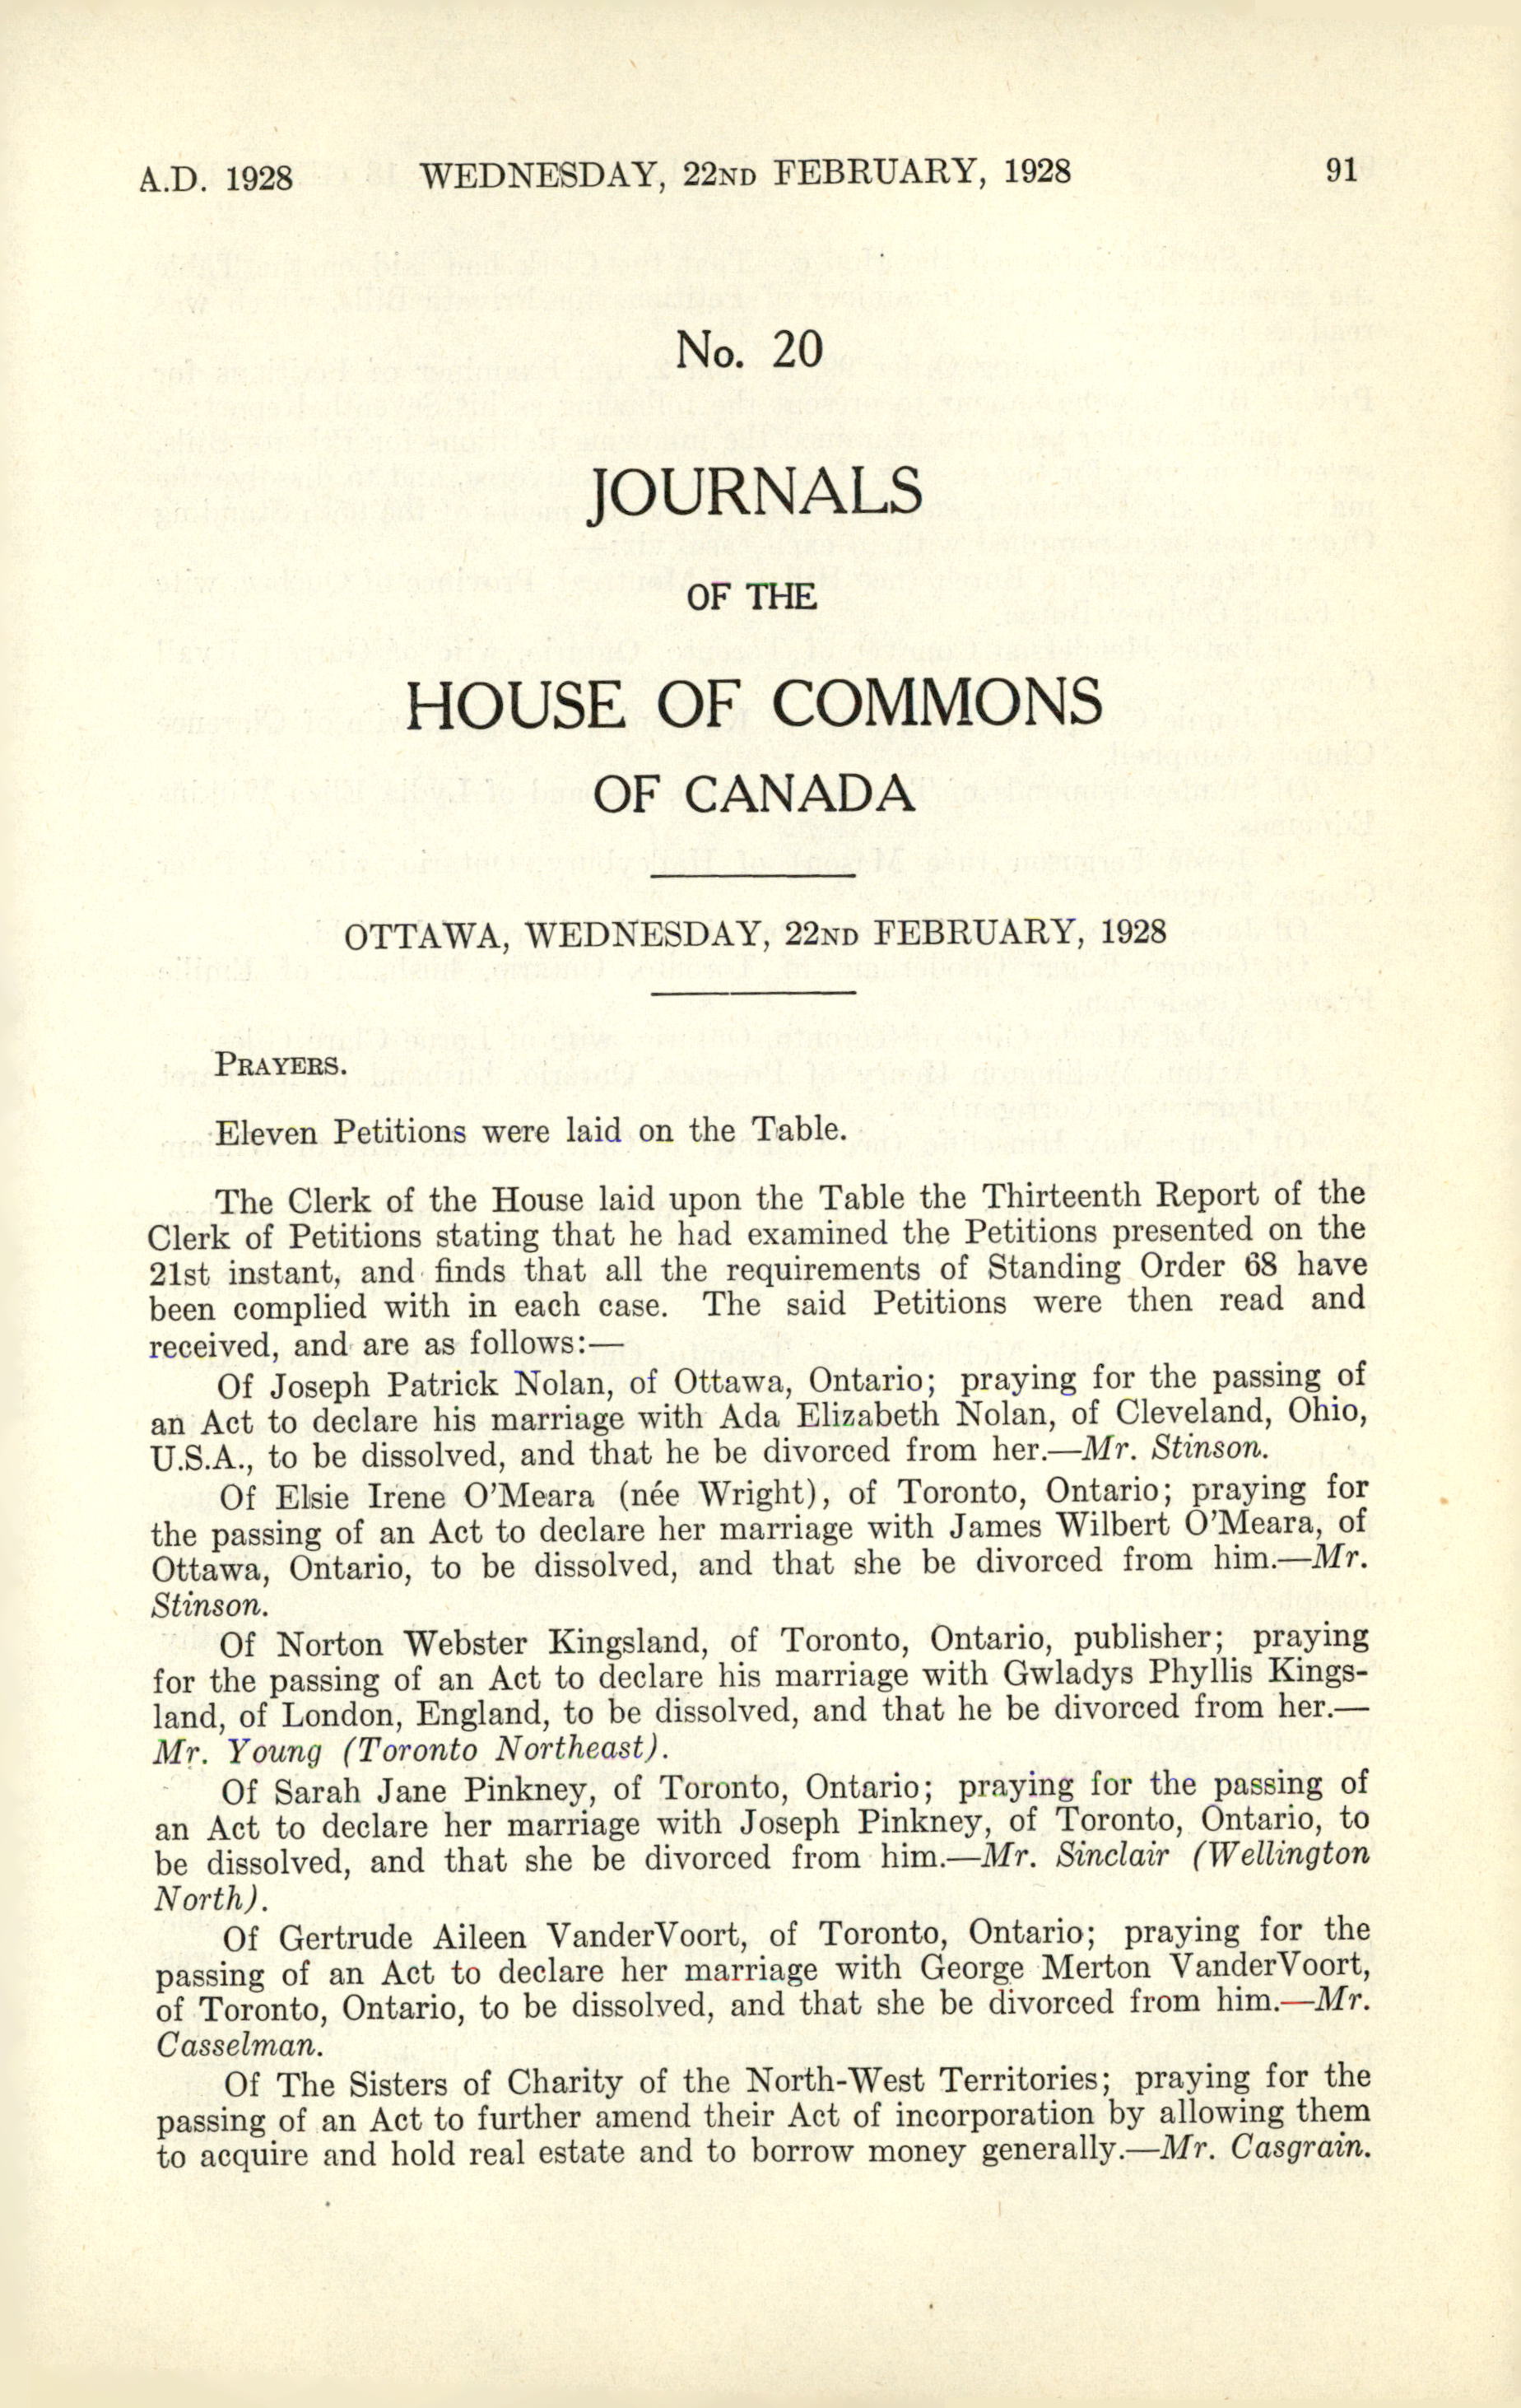 A.D. 1928 WEDNESDAY, 22ND FEBRUARY, 1928 91
No. 20
JOURNALS
OF THE
HOUSE OF COMMONS
OF CANADA
OTTAWA, WEDNESDAY, 22ND FEBRUARY, 1928
PRAYERS.
Eleven Petitions were laid on the Table.
The Clerk of the House laid upon the Table the Thirteenth Report of the
Clerk of Petitions stating that he had examined the Petitions presented on the
21st instant, and finds that all the requirements of Standing Order 68 have
been complied with in each case. The said Petitions were then read and
received, and are as follows:—
Of Joseph Patrick Nolan, of Ottawa, Ontario; praying for the passing of
an Act to declare his marriage with Ada Elizabeth Nolan, of Cleveland, Ohio,
U.S.A., to be dissolved, and that he be divorced from her.—Mr. Stinson.
Of Elsie Irene O'Meara (née Wright), of Toronto, Ontario; praying for
the passing of an Act to declare her marriage with James Wilbert O'Meara, of
Ottawa, Ontario, to be dissolved, and that she be divorced from him.—Mr.
Stinson.
Of Norton Webster Kingsland, of Toronto, Ontario, publisher; praying
for the passing of an Act to declare his marriage with Gwladys Phyllis Kings-
land, of London, England, to be dissolved, and that he be divorced from her.—
Mr. Young (Toronto Northeast).
Of Sarah Jane Pinkney, of Toronto, Ontario; praying for the passing of
an Act to declare her marriage with Joseph Pinkney, of Toronto, Ontario, to
be dissolved, and that she be divorced from him.—Mr. Sinclair (Wellington
North).
Of Gertrude Aileen VanderVoort, of Toronto, Ontario; praying for the
passing of an Act to declare her marriage with George Merton VanderVoort,
of Toronto, Ontario, to be dissolved, and that she be divorced from him.—Mr.
Casselman.
Of The Sisters of Charity of the North-West Territories; praying for the
passing of an Act to further amend their Act of incorporation by allowing them
to acquire and hold real estate and to borrow money generally.—Mr. Casgrain.